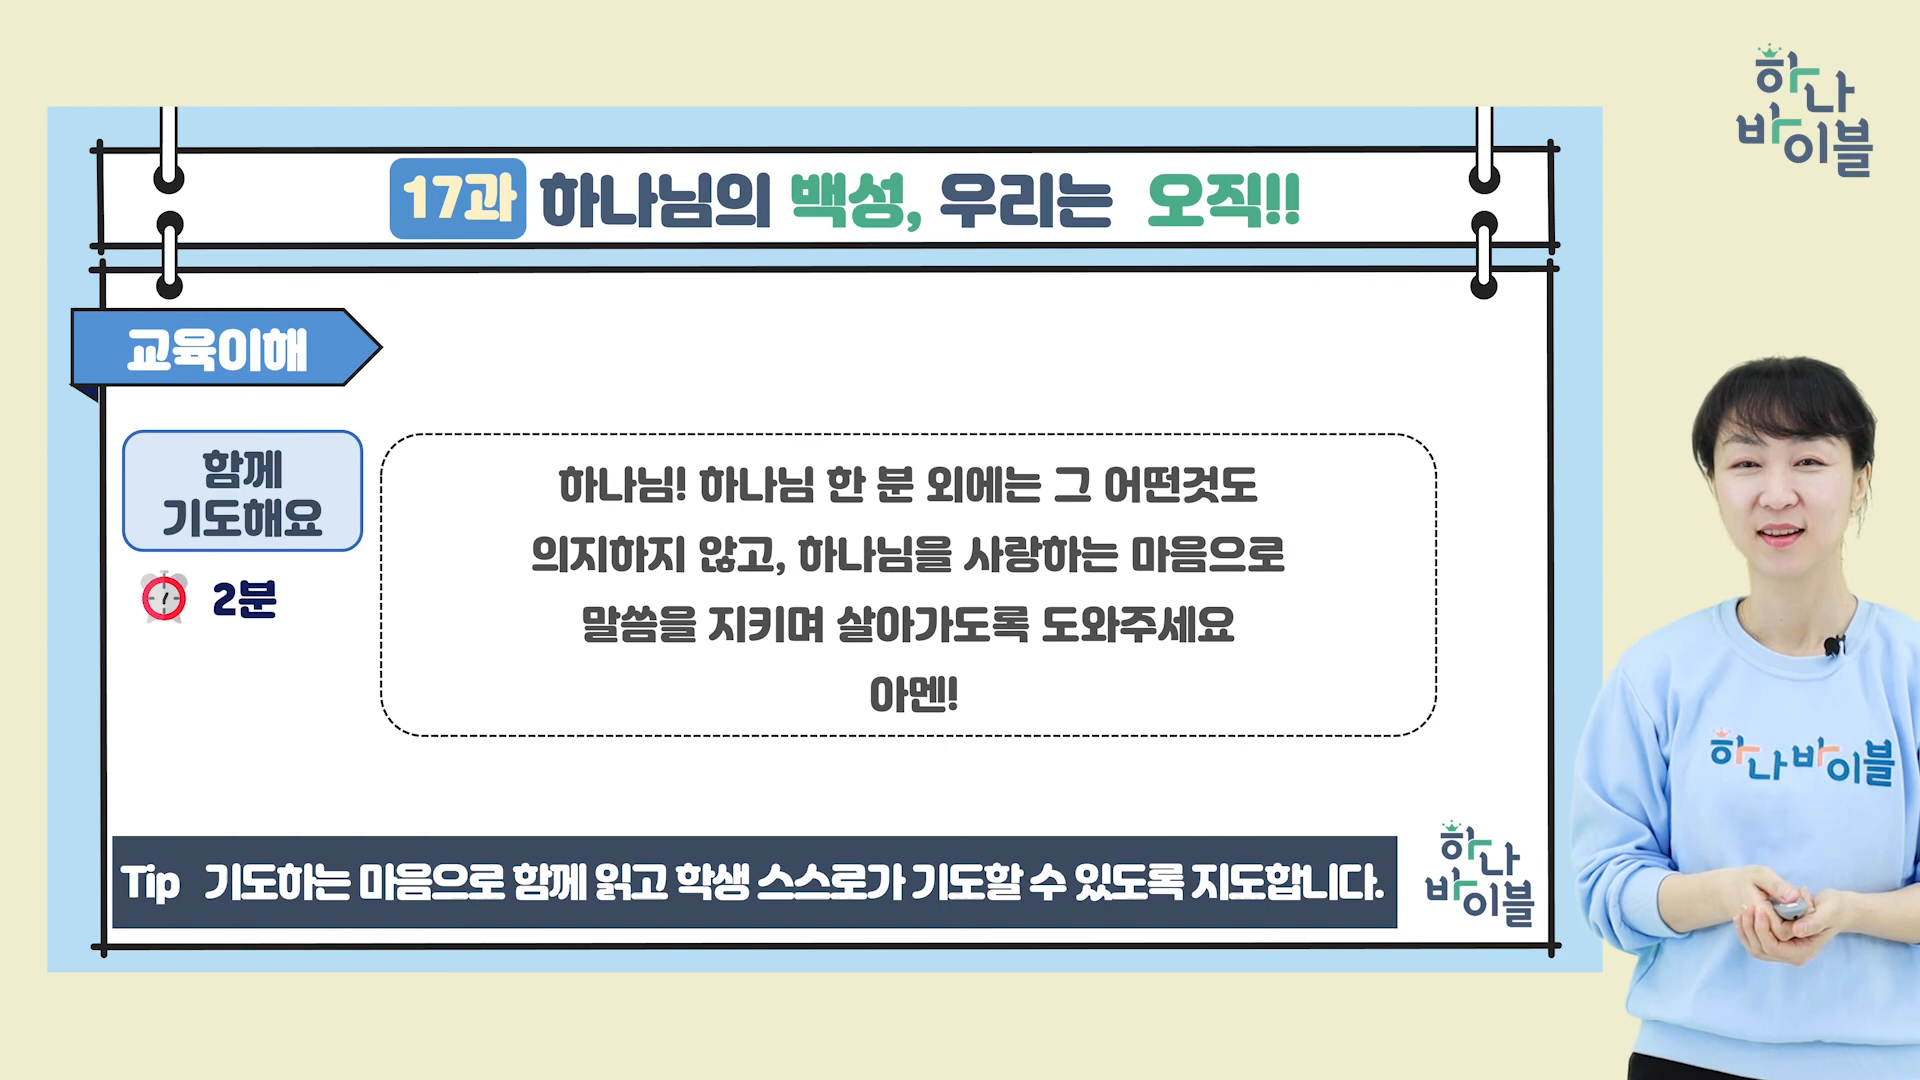 하나
바이블
17과 하나님의 백성, 우리는 오직!!
교육이해
함께
기도해요
2분
하나님! 하나님 한 분 외에는 그 어떤것도
의지하지 않고, 하나님을 사랑하는 마음으로
말씀을 지키며 살아가도록 도와주세요
아멘!
Tip 기도하는 마음으로 함께 읽고 학생 스스로가 기도할 수 있도록 지도합니다.
하나
바이블
하나바이블